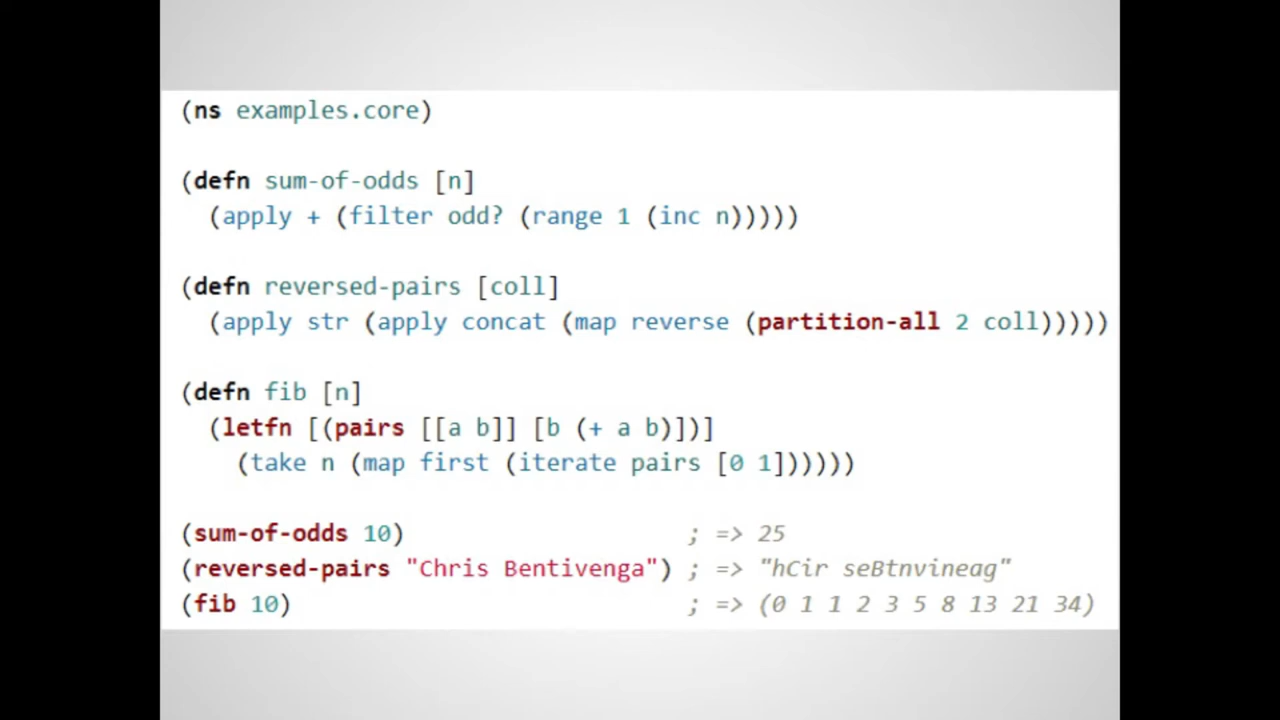 (ns examples.core)
(defn sum-of-odds [n]
(apply + (filter odd? (range 1 (inc n)))))
(defn reversed-pairs [coll]
(apply str (apply concat (map reverse (partition-all 2 coll)))))
(defn fib [n]
(letfn [(pairs [[a b]] [b (+ a b)])]
(take n (map first (iterate pairs [0 1])))))
(sum-of-odds 10) ; => 25
(reversed-pairs "Chris Bentivenga") ; => "hCir seBtnvineag"
(fib 10) ; => (0 1 1 2 3 5 8 13 21 34)